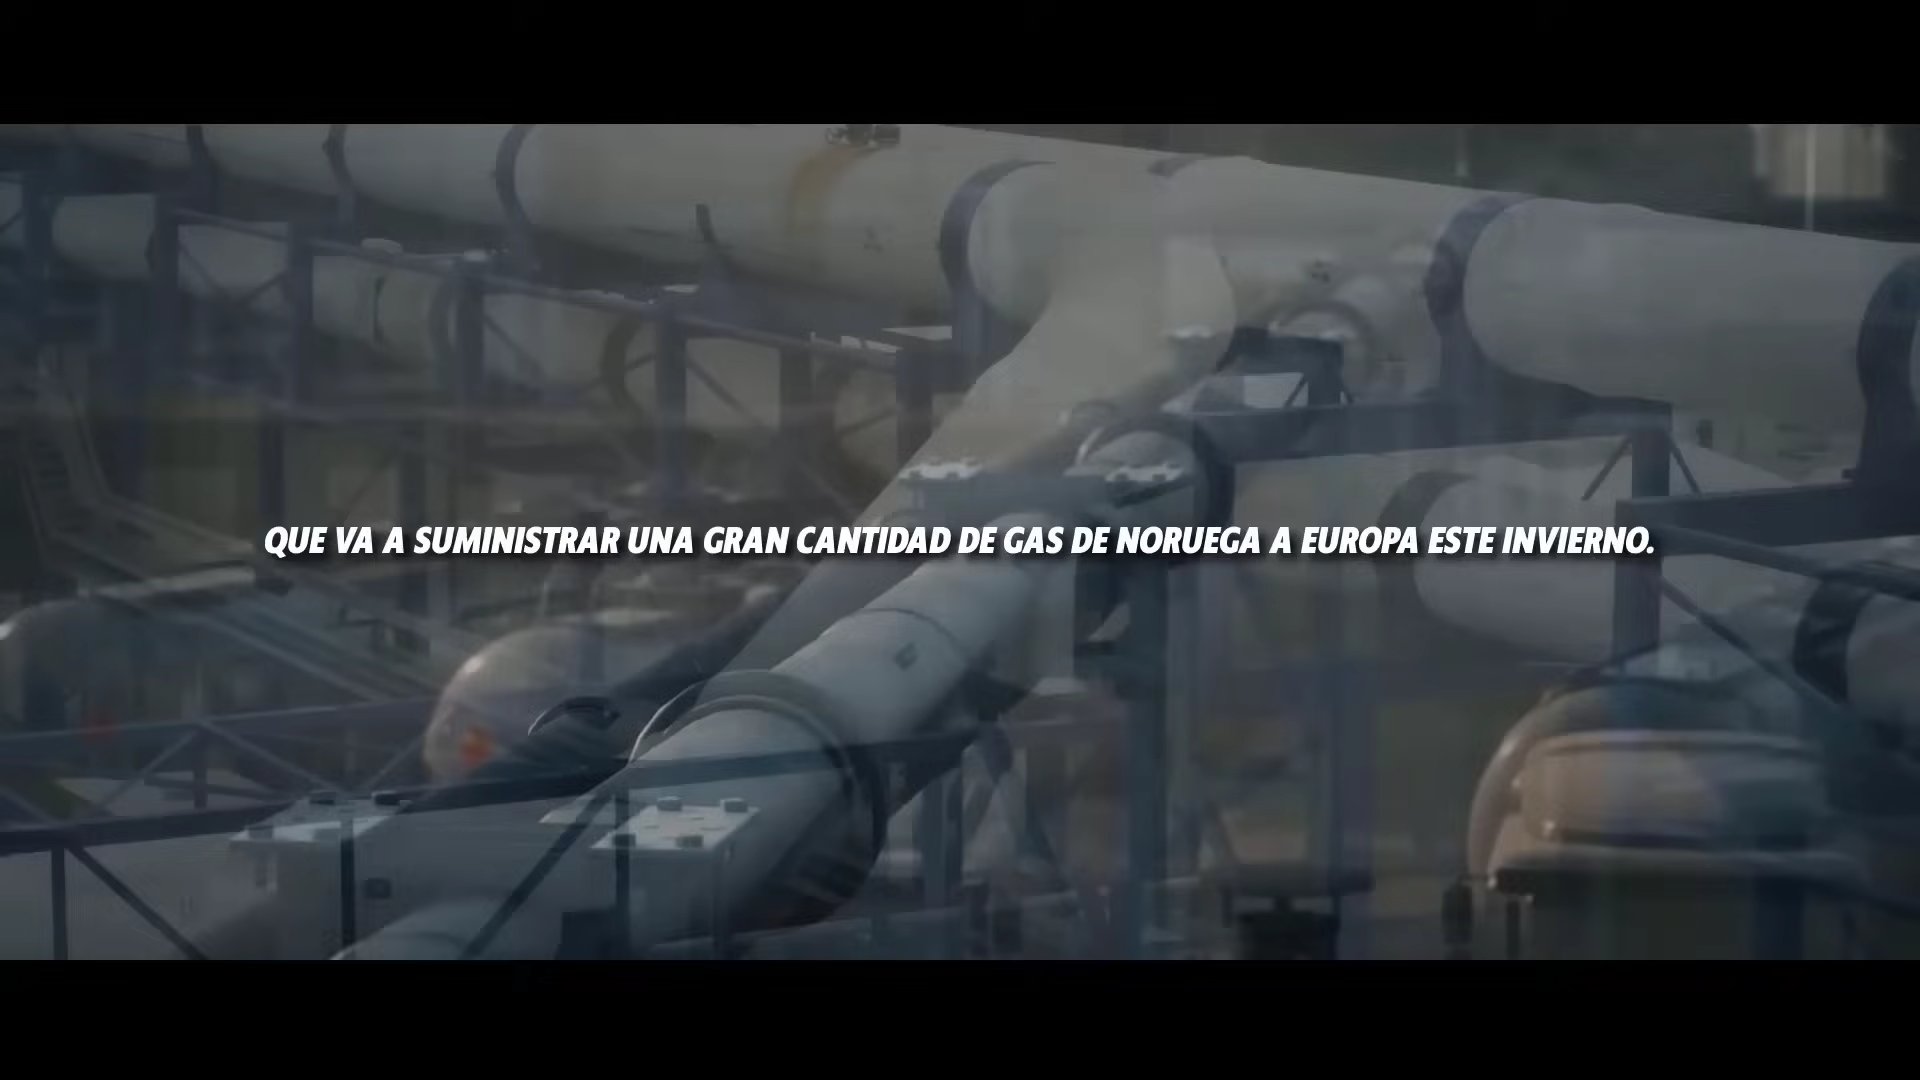 QUE VA A SUMINISTRAR UNA GRAN CANTIDAD DE GAS DE NORUEGA A EUROPA ESTE INVIERNO.